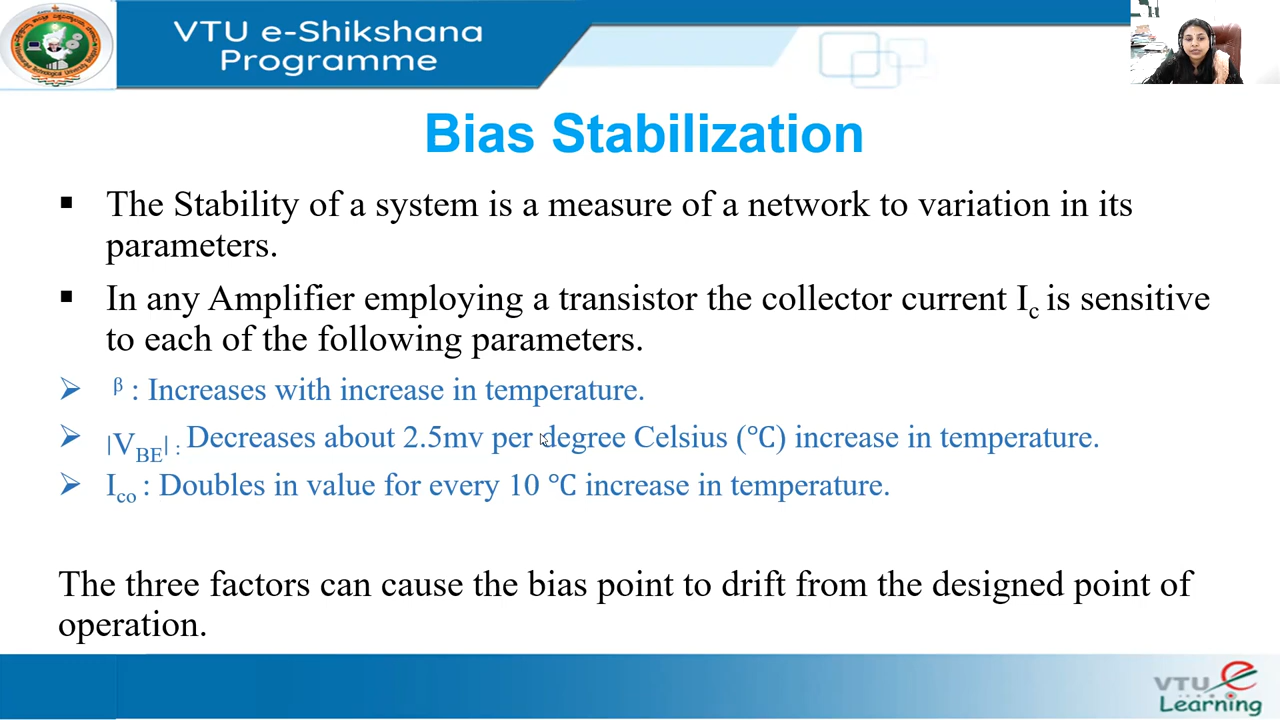 VTU e-Shikshana
Programme
Bias Stabilization
▪ The Stability of a system is a measure of a network to variation in its
parameters.
▪ In any Amplifier employing a transistor the collector current Ic is sensitive
to each of the following parameters.
➢ β : Increases with increase in temperature.
➢ |VBE| : Decreases about 2.5mv per degree Celsius (℃) increase in temperature.
➢ Ico : Doubles in value for every 10 ℃ increase in temperature.
The three factors can cause the bias point to drift from the designed point of
operation.
VTU e
Learning